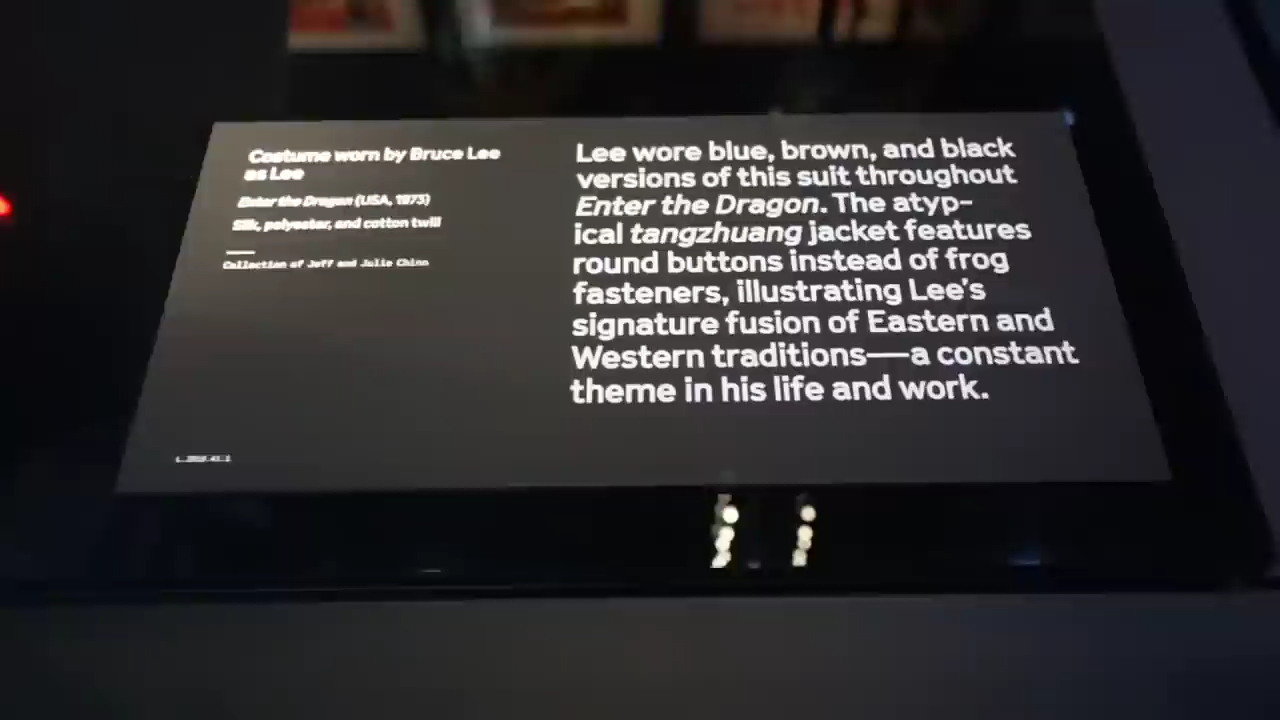 Costume worn by Bruce Lee
as Lee
Enter the Dragon (USA, 1973)
Silk, polyester, and cotton twill
Collection of Jeff and Julie Chinn
Lee wore blue, brown, and black
versions of this suit throughout
Enter the Dragon. The atyp-
ical tangzhuang jacket features
round buttons instead of frog
fasteners, illustrating Lee's
signature fusion of Eastern and
Western traditions—a constant
theme in his life and work.